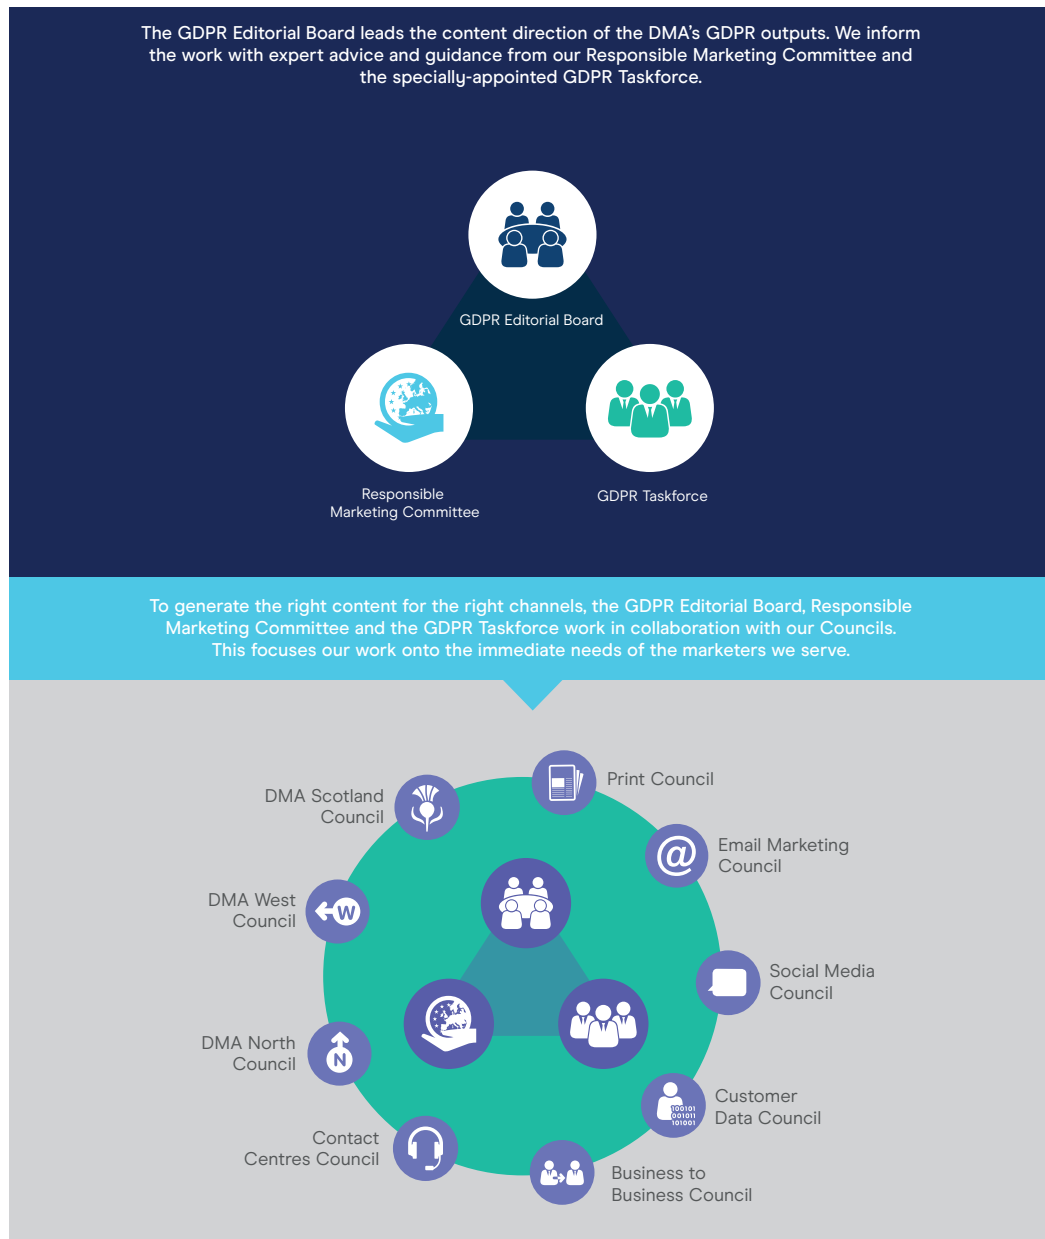 The GDPR Editorial Board leads the content direction of the DMA's GDPR outputs. We inform
the work with expert advice and guidance from our Responsible Marketing Committee and
the specially-appointed GDPR Taskforce.
GDPR Editorial Board
Responsible
Marketing Committee
GDPR Taskforce
To generate the right content for the right channels, the GDPR Editorial Board, Responsible
Marketing Committee and the GDPR Taskforce work in collaboration with our Councils.
This focuses our work onto the immediate needs of the marketers we serve.
Print Council
DMA Scotland
Council
@
Email Marketing
Council
DMA West
Council
W
Social Media
Council
DMA North
Council
N
Customer
Data Council
100101
001011
101001
Contact
Centres Council
Business to
Business Council